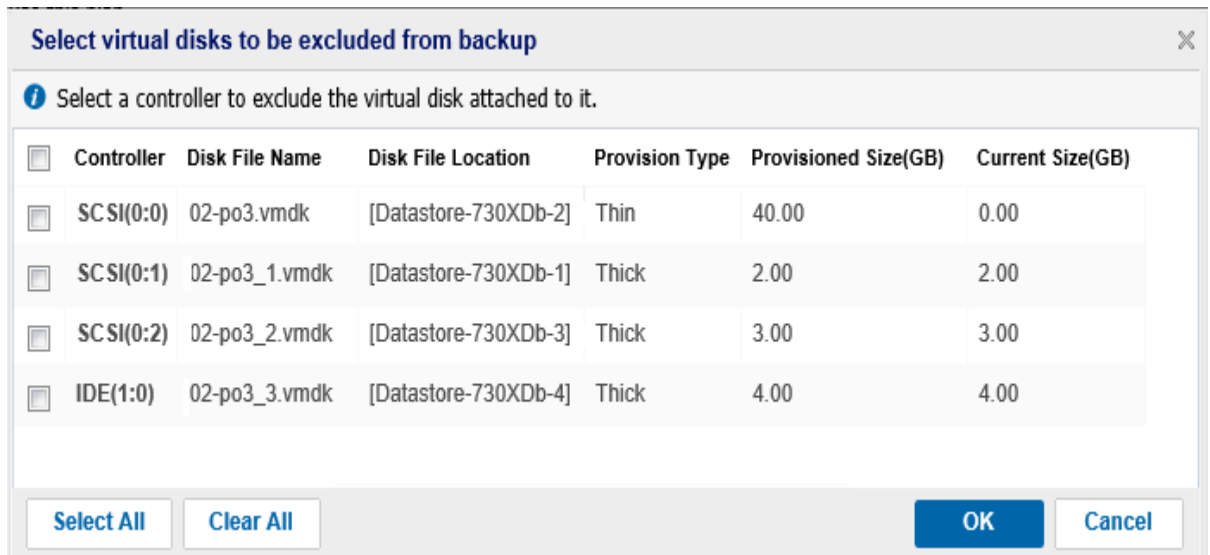 Select virtual disks to be excluded from backup
Select a controller to exclude the virtual disk attached to it.
Controller Disk File Name Disk File Location Provision Type Provisioned Size(GB) Current Size(GB)
SCSI(0:0) 02-po3.vmdk [Datastore-730XDb-2] Thin 40.00 0.00
SCSI(0:1) 02-po3_1.vmdk [Datastore-730XDb-1] Thick 2.00 2.00
SCSI(0:2) 02-po3_2.vmdk [Datastore-730XDb-3] Thick 3.00 3.00
IDE(1:0) 02-po3_3.vmdk [Datastore-730XDb-4] Thick 4.00 4.00
Select All Clear All OK Cancel